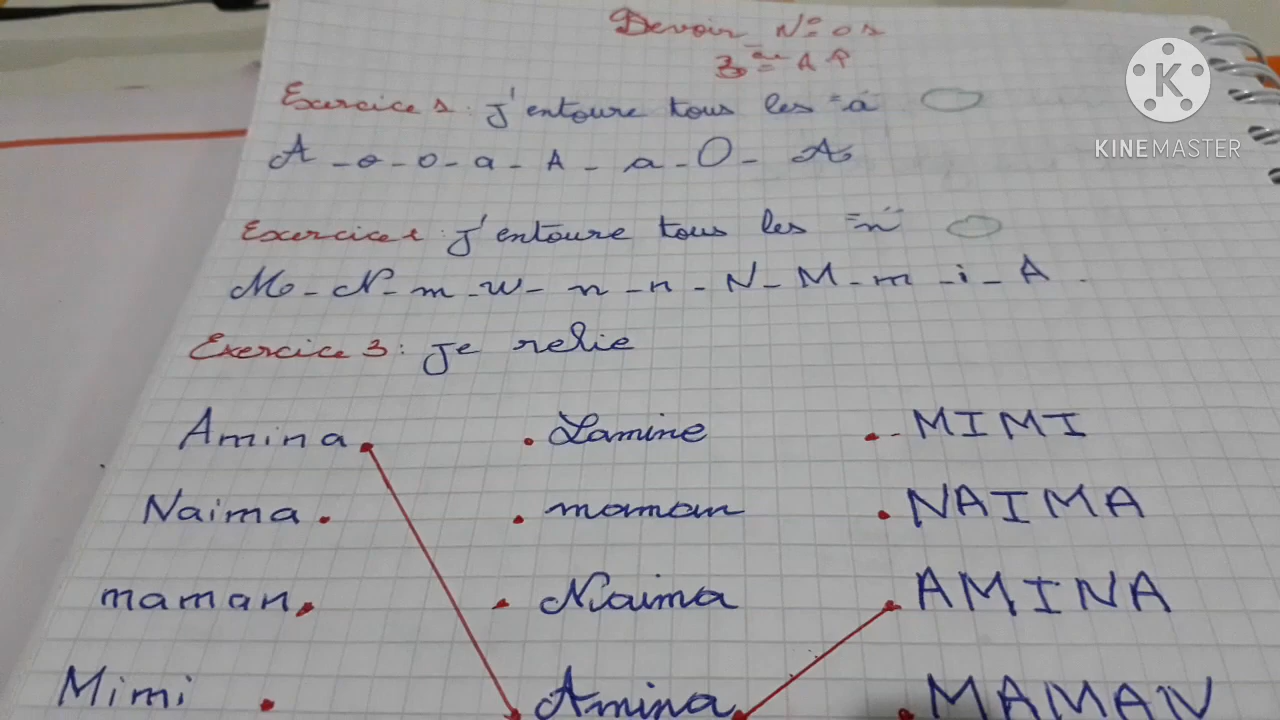 Devoir N° 01
3ème AP
Exercice 1: j'entoure tous les "a"
A - o - o - a - A - a - O - A
Exercice 2: j'entoure tous les "n"
M - N - m - w - n - n - N - M - m - i - A.
Exercice 3: je relie
Amina . . Lamine . - MIMI
Naima . . maman . NAIMA
maman . . Naima . AMINA
Mimi . . Amina . MAMAN
K
KINEMASTER